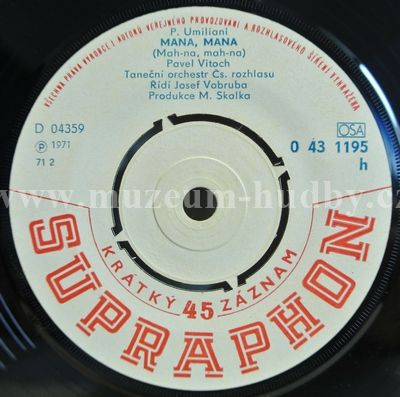 VŠECHNA PRÁVA VÝROBCE I AUTORŮ VEŘEJNÉHO PROVOZOVÁNÍ A ROZHLASOVÉHO ŠÍŘENÍ VYHRAZENA
P. Umiliani
MANA, MANA
(Mah-na, mah-na)
Pavel Vitoch
Taneční orchestr Čs. rozhlasu
Řídí Josef Vobruba
Produkce M. Skalka
D 04359
Ⓟ 1971
71 2
OSA
0 43 1195
h
www.muzeum-hudby.cz
KRÁTKÝ 45 ZÁZNAM
SUPRAPHON